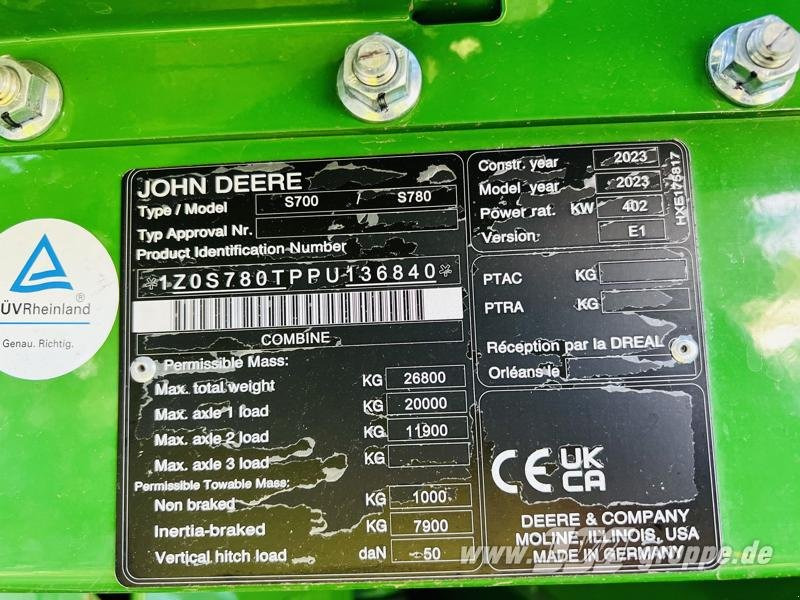 JOHN DEERE
Type / Model S700 / S780
Typ Approval Nr.
Product Identification Number
*1Z0S780TPPU136840*
COMBINE
Permissible Mass:
Max. total weight KG 26800
Max. axle 1 load KG 20000
Max. axle 2 load KG 11900
Max. axle 3 load KG
Permissible Towable Mass:
Non braked KG 1000
Inertia-braked KG 7900
Vertical hitch load daN -50
Constr. year 2023
Model year 2023
Power rat. KW 402
Version E1
HXE176817
PTAC KG
PTRA KG
Réception par la DREAL
Orléans le
CE UK
CA
DEERE & COMPANY
MOLINE, ILLINOIS, USA
MADE IN GERMANY
ÜVRheinland®
Genau. Richtig.